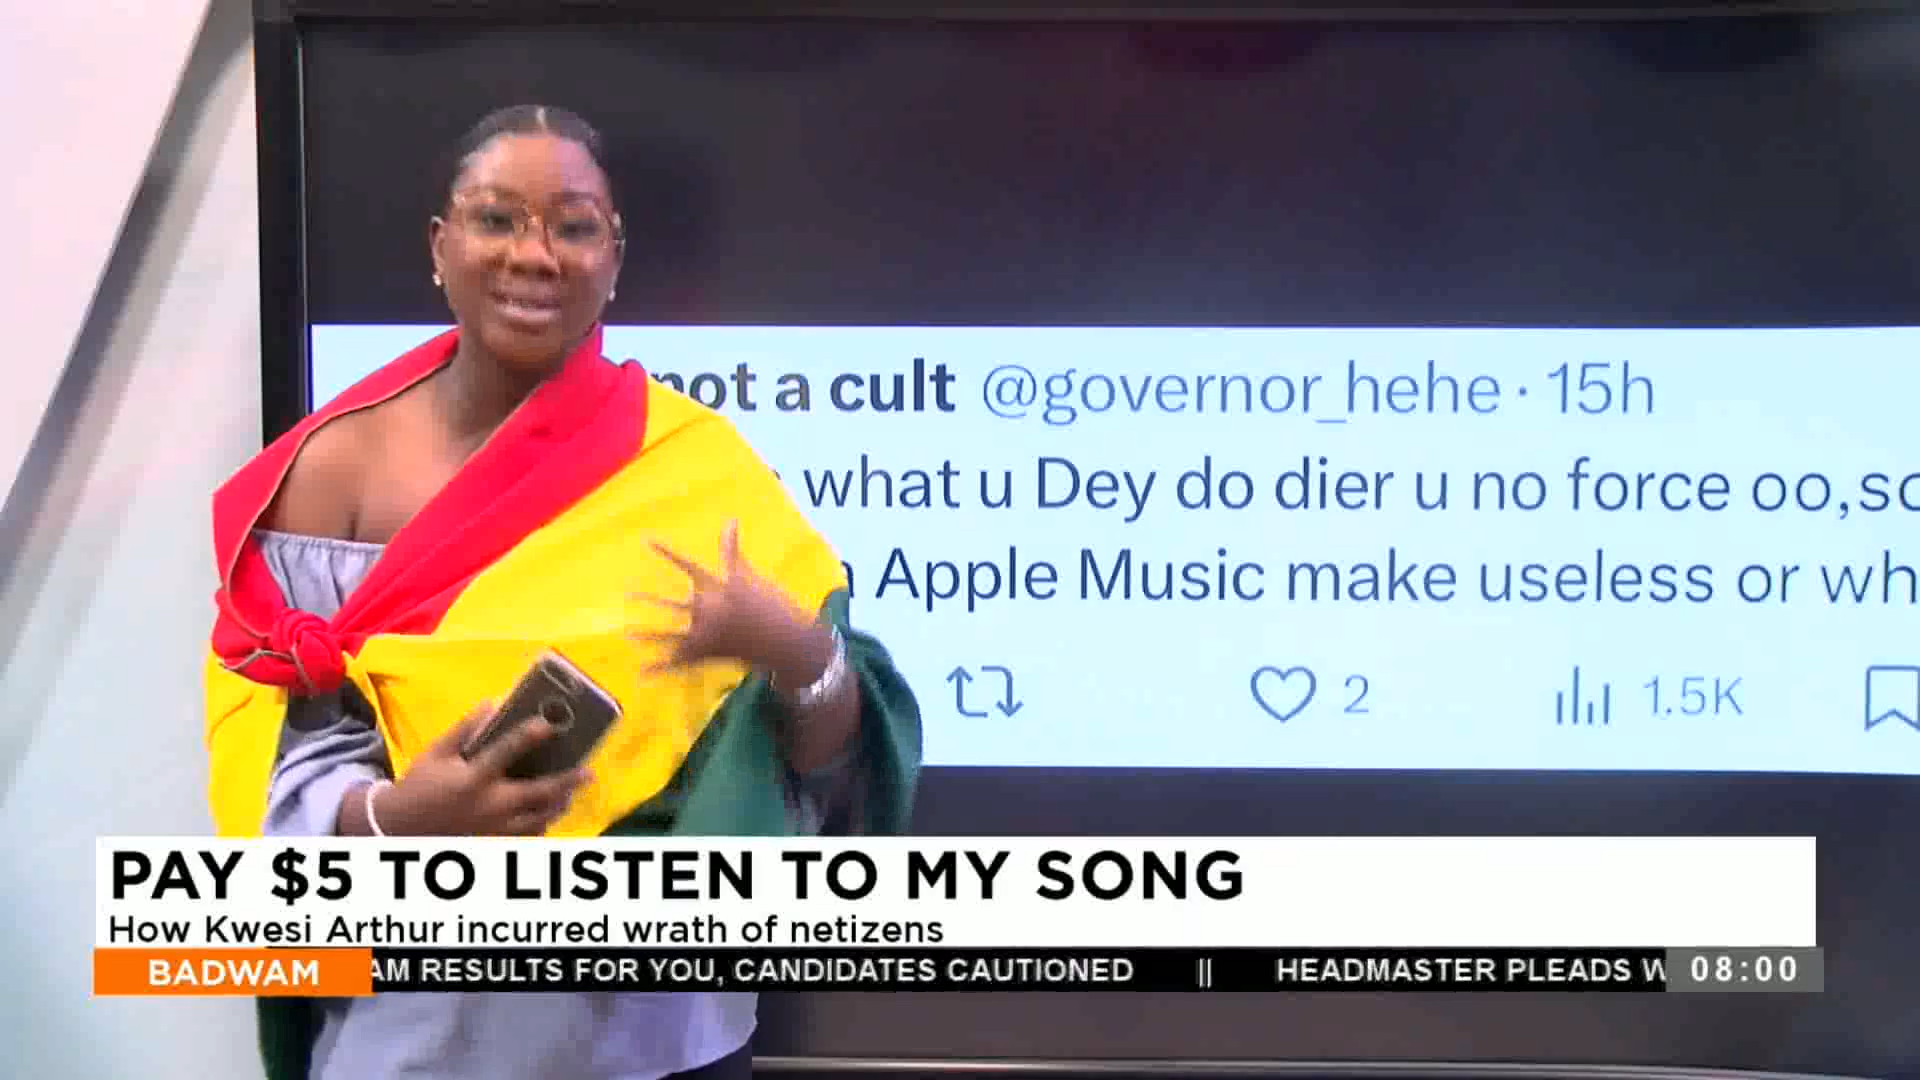 not a cult @governor_hehe · 15h
what u Dey do dier u no force oo,so
Apple Music make useless or wh
2 1.5K
PAY $5 TO LISTEN TO MY SONG
How Kwesi Arthur incurred wrath of netizens
BADWAM AM RESULTS FOR YOU, CANDIDATES CAUTIONED || HEADMASTER PLEADS W 08:00